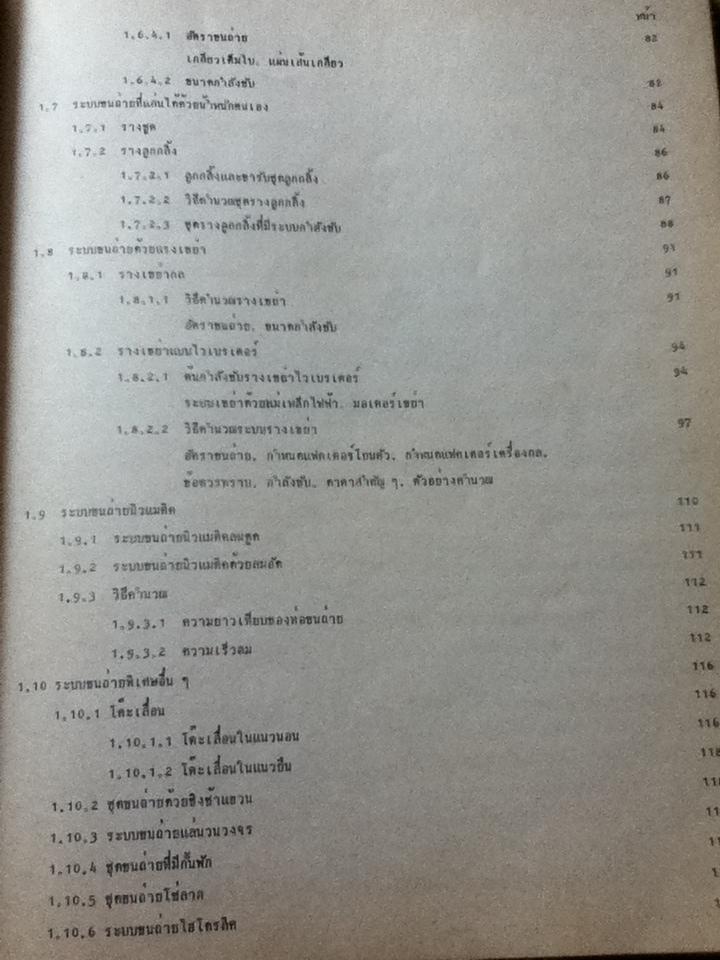 หน้า
1.6.4.1 อัตราขนถ่าย 82
เกลียวเต็มใบ, แผ่นเส้นเกลียว
1.6.4.2 ขนาดกำลังขับ 82
1.7 ระบบขนถ่ายที่แล่นได้ด้วยน้ำหนักตนเอง 84
1.7.1 รางชูด 84
1.7.2 รางลูกกลิ้ง 86
1.7.2.1 ลูกกลิ้งและขารับชุดลูกกลิ้ง 86
1.7.2.2 วิธีคำนวณชุดรางลูกกลิ้ง 87
1.7.2.3 ชุดรางลูกกลิ้งที่มีระบบกำลังขับ 88
1.8 ระบบขนถ่ายด้วยแรงเขย่า 91
1.8.1 รางเขย่ากล 91
1.8.1.1 วิธีคำนวณรางเขย่า 91
อัตราขนถ่าย, ขนาดกำลังขับ
1.8.2 รางเขย่าแบบไวเบรเตอร์ 94
1.8.2.1 ต้นกำลังขับรางเขย่าไวเบรเตอร์ 94
ระบบเขย่าด้วยแม่เหล็กไฟฟ้า, มอเตอร์เขย่า
1.8.2.2 วิธีคำนวณระบบรางเขย่า 97
อัตราขนถ่าย, กำหนดแฟคเตอร์โยนตัว, กำหนดแฟคเตอร์เครื่องกล,
ข้อควรทราบ, กำลังขับ, ค่าคาสำคัญ ๆ, ตัวอย่างคำนวณ
1.9 ระบบขนถ่ายนิวแมติค 110
1.9.1 ระบบขนถ่ายนิวแมติคลมดูด 111
1.9.2 ระบบขนถ่ายนิวแมติคด้วยลมอัด 111
1.9.3 วิธีคำนวณ 112
1.9.3.1 ความยาวเทียบของท่อขนถ่าย 112
1.9.3.2 ความเร็วลม 112
1.10 ระบบขนถ่ายพิเศษอื่น ๆ 116
1.10.1 โต๊ะเลื่อน 116
1.10.1.1 โต๊ะเลื่อนในแนวนอน 116
1.10.1.2 โต๊ะเลื่อนในแนวยืน
1.10.2 ชุดขนถ่ายด้วยชิงช้าแขวน
1.10.3 ระบบขนถ่ายแล่นวนวงจร
1.10.4 ชุดขนถ่ายที่มีกั้นพัก
1.10.5 ชุดขนถ่ายโซ่ลาก
1.10.6 ระบบขนถ่ายไฮโดรลิค